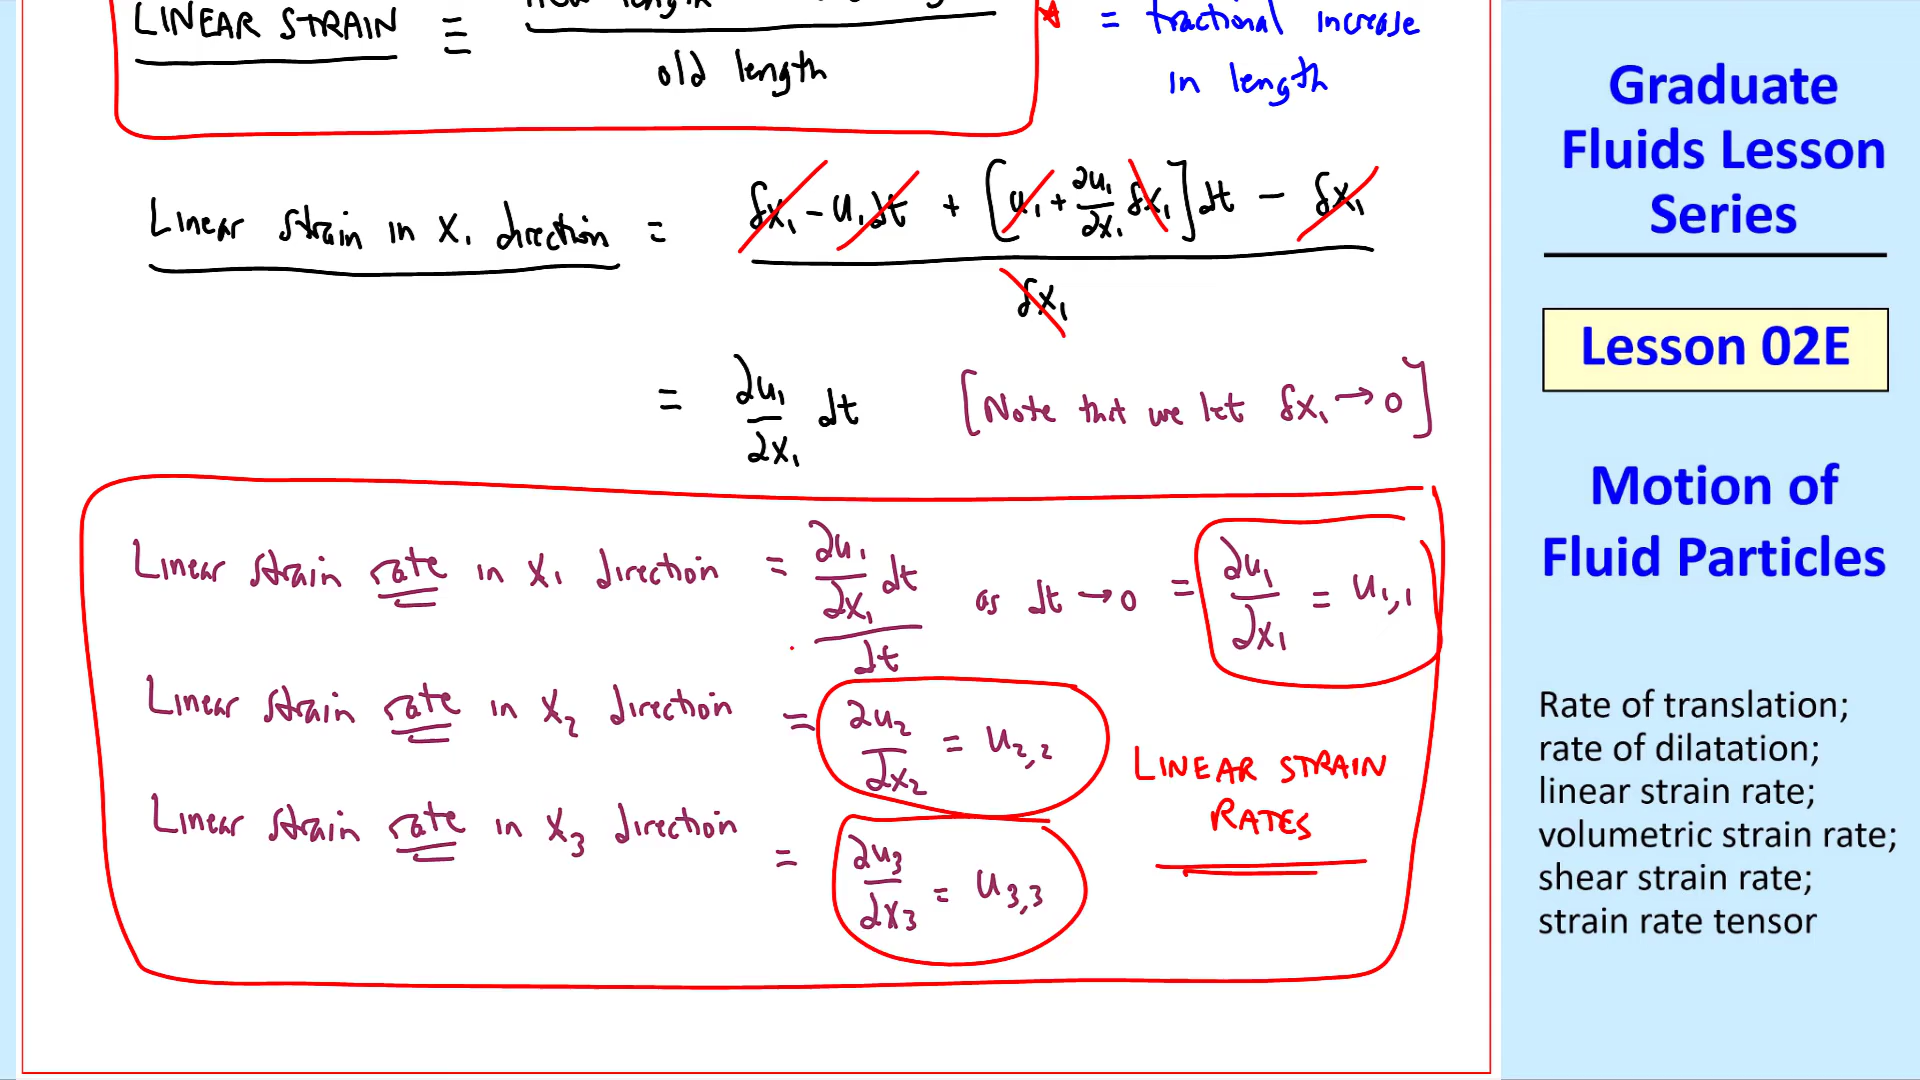 LINEAR STRAIN ≡ length
old length
= fractional increase
in length
Linear strain in x₁ direction = (δx₁ - u₁dt + [u₁ + ∂u₁/∂x₁ δx₁]dt - δx₁) / δx₁
= ∂u₁/∂x₁ dt [Note that we let δx₁ → 0]
Linear strain rate in x₁ direction = (∂u₁/∂x₁ dt)/dt as dt → 0 = ∂u₁/∂x₁ = u₁,₁
Linear strain rate in x₂ direction = ∂u₂/∂x₂ = u₂,₂
LINEAR STRAIN
RATES
Linear strain rate in x₃ direction = ∂u₃/∂x₃ = u₃,₃
Graduate
Fluids Lesson
Series
Lesson 02E
Motion of
Fluid Particles
Rate of translation;
rate of dilatation;
linear strain rate;
volumetric strain rate;
shear strain rate;
strain rate tensor